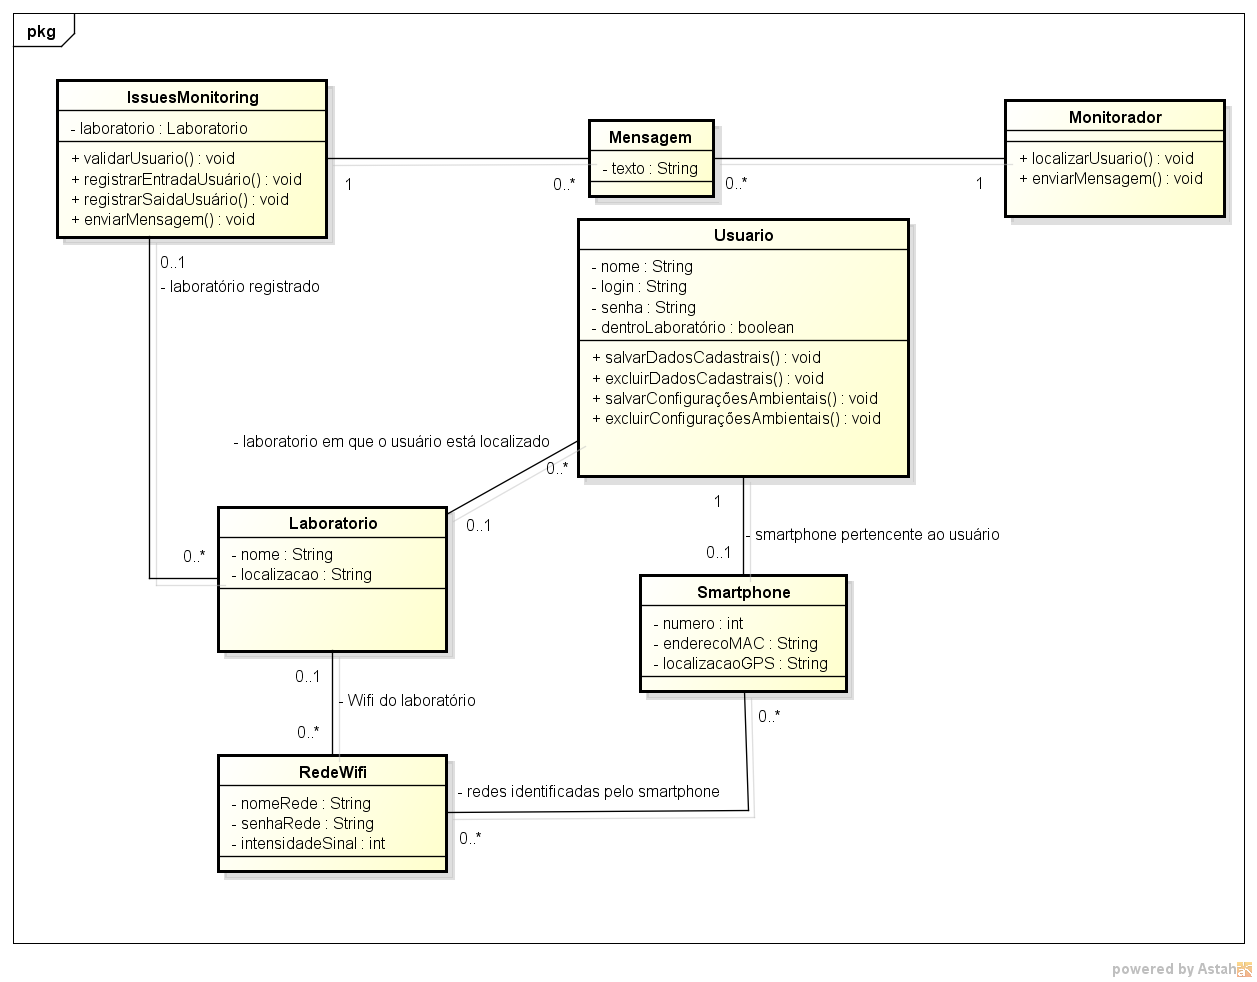 pkg
IssuesMonitoring
- laboratorio : Laboratorio
+ validarUsuario() : void
+ registrarEntradaUsuário() : void
+ registrarSaidaUsuário() : void
+ enviarMensagem() : void
1
0..*
Mensagem
- texto : String
0..*
1
Monitorador
+ localizarUsuario() : void
+ enviarMensagem() : void
0..1
- laboratório registrado
Usuario
- nome : String
- login : String
- senha : String
- dentroLaboratório : boolean
+ salvarDadosCadastrais() : void
+ excluirDadosCadastrais() : void
+ salvarConfiguraçõesAmbientais() : void
+ excluirConfiguraçõesAmbientais() : void
- laboratorio em que o usuário está localizado
0..*
0..1
0..*
Laboratorio
- nome : String
- localizacao : String
1
- smartphone pertencente ao usuário
0..1
Smartphone
- numero : int
- enderecoMAC : String
- localizacaoGPS : String
0..1
- Wifi do laboratório
0..*
0..*
RedeWifi
- nomeRede : String
- senhaRede : String
- intensidadeSinal : int
- redes identificadas pelo smartphone
0..*
powered by Astah